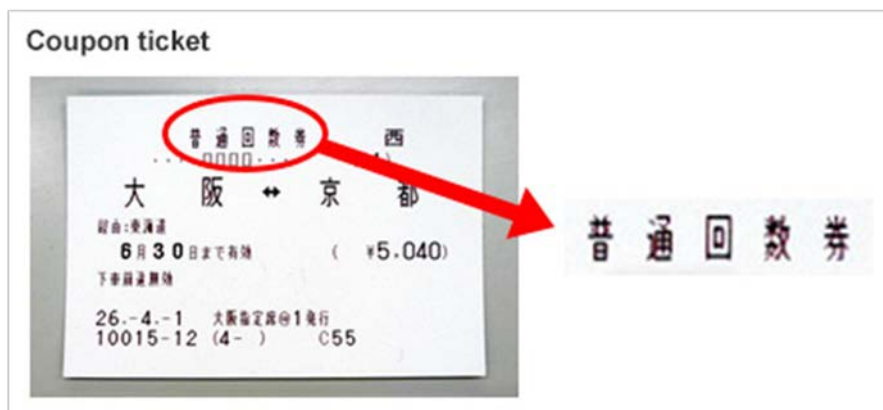 Coupon ticket
普通回数券 西
大阪 ↔ 京都
経由:東海道
6月30日まで有効 ( ¥5.040)
下車前途無効
26.-4.-1 大阪指定席@1発行
10015-12 (4- ) C55
普通回数券